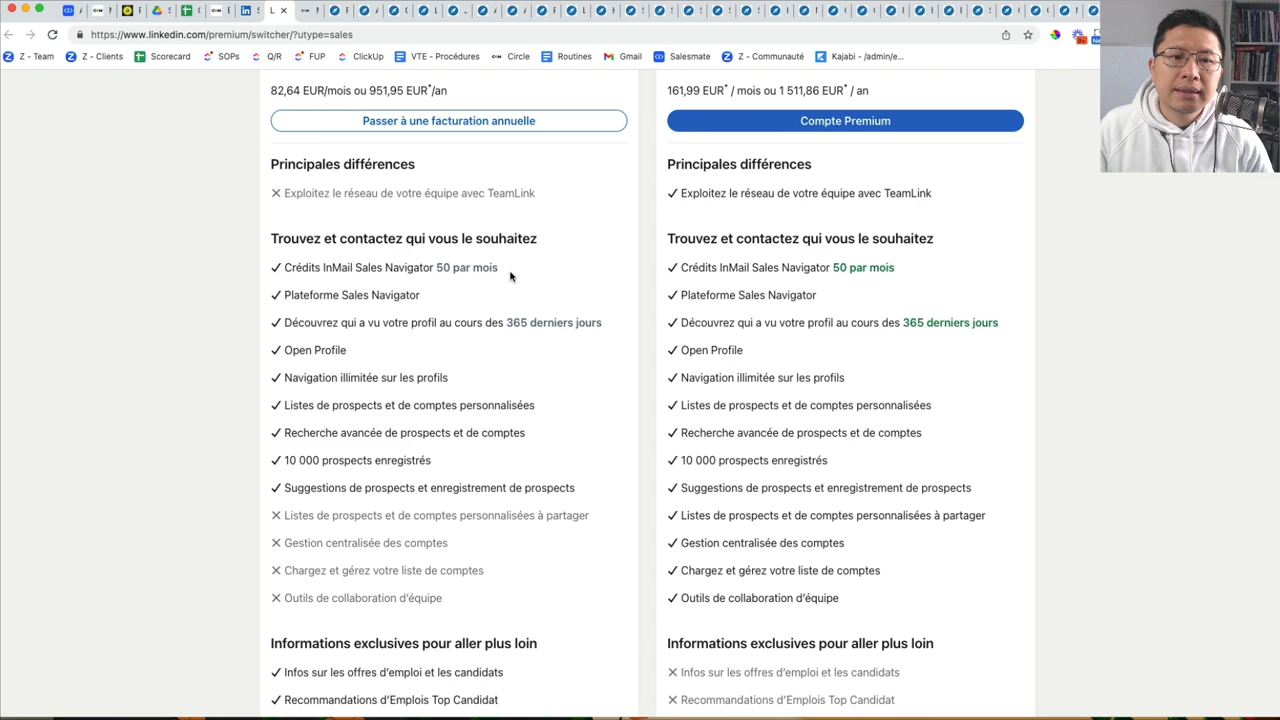 https://www.linkedin.com/premium/switcher/?utype=sales
Z - Team
Z - Clients
Scorecard
SOPs
Q/R
FUP
ClickUp
VTE - Procédures
Circle
Routines
Gmail
Salesmate
Z - Communauté
Kajabi - /admin/e...
82,64 EUR/mois ou 951,95 EUR*/an
Passer à une facturation annuelle
Principales différences
✕ Exploitez le réseau de votre équipe avec TeamLink
Trouvez et contactez qui vous le souhaitez
✓ Crédits InMail Sales Navigator 50 par mois
✓ Plateforme Sales Navigator
✓ Découvrez qui a vu votre profil au cours des 365 derniers jours
✓ Open Profile
✓ Navigation illimitée sur les profils
✓ Listes de prospects et de comptes personnalisées
✓ Recherche avancée de prospects et de comptes
✓ 10 000 prospects enregistrés
✓ Suggestions de prospects et enregistrement de prospects
✕ Listes de prospects et de comptes personnalisées à partager
✕ Gestion centralisée des comptes
✕ Chargez et gérez votre liste de comptes
✕ Outils de collaboration d'équipe
Informations exclusives pour aller plus loin
✓ Infos sur les offres d'emploi et les candidats
✓ Recommandations d'Emplois Top Candidat
161,99 EUR* / mois ou 1 511,86 EUR* / an
Compte Premium
Principales différences
✓ Exploitez le réseau de votre équipe avec TeamLink
Trouvez et contactez qui vous le souhaitez
✓ Crédits InMail Sales Navigator 50 par mois
✓ Plateforme Sales Navigator
✓ Découvrez qui a vu votre profil au cours des 365 derniers jours
✓ Open Profile
✓ Navigation illimitée sur les profils
✓ Listes de prospects et de comptes personnalisées
✓ Recherche avancée de prospects et de comptes
✓ 10 000 prospects enregistrés
✓ Suggestions de prospects et enregistrement de prospects
✓ Listes de prospects et de comptes personnalisées à partager
✓ Gestion centralisée des comptes
✓ Chargez et gérez votre liste de comptes
✓ Outils de collaboration d'équipe
Informations exclusives pour aller plus loin
✕ Infos sur les offres d'emploi et les candidats
✕ Recommandations d'Emplois Top Candidat